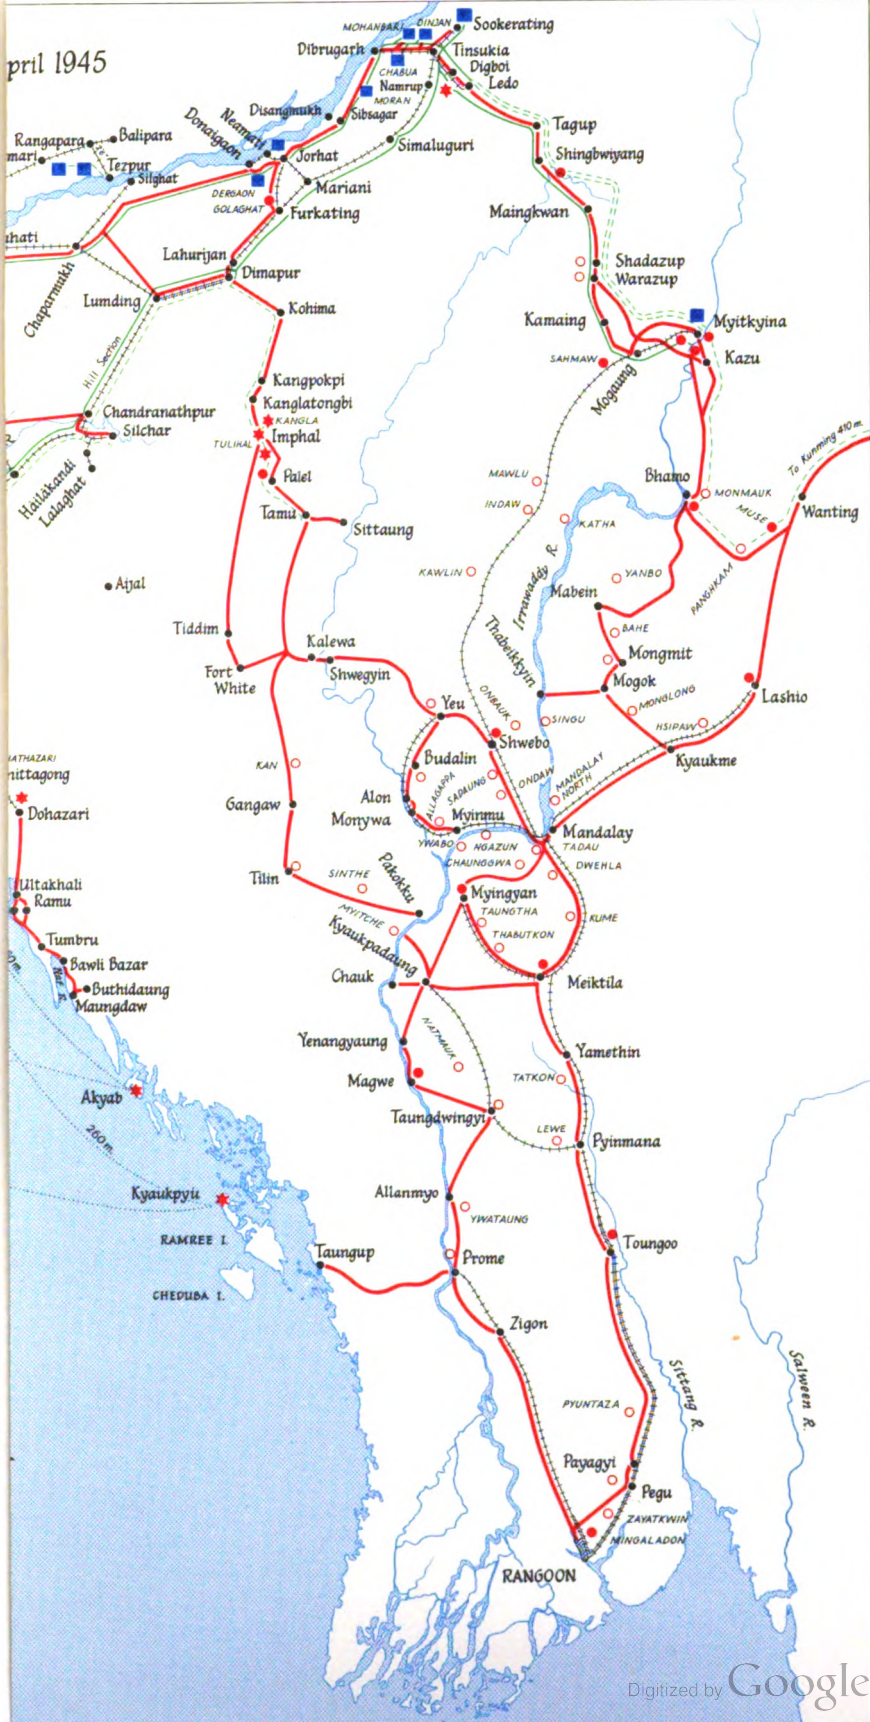 pril 1945
MOHANBARI
DINJAN
Sookerating
Dibrugarh
Tinsukia
Digboi
CHABUA
Namrup
Ledo
MORAN
Disangmukh
Sibsagar
Tagup
Neamati
Donaigaon
Rangapara
Balipara
Simaluguri
Shingbwiyang
mari
Tezpur
Silghat
Jorhat
Mariani
DERGAON
GOLAGHAT
Furkating
Maingkwan
uhati
Lahurijan
Shadazup
Dimapur
Warazup
Chaparmukh
Lumding
Kohima
Kamaing
Myitkyina
Hill Section
SAHMAW
Kazu
Mogaung
Kangpokpi
Kanglatongbi
Chandranathpur
KANGLA
Silchar
TULIHAL
Imphal
To Kunming 410 m.
Hailākandi
Lalaghat
Palel
MAWLU
Bhamo
MONMAUK
INDAW
MUSE
Wanting
Tamu
Sittaung
KATHA
Irrawaddy R.
KAWLIN
YANBO
PANGHKAM
Aijal
Mabein
Thabeikkyin
BAHE
Tiddim
Kalewa
Mongmit
Fort
White
Shwegyin
Mogok
Lashio
Yeu
ONBAUK
SINGU
MONGLONG
HSIPAW
Shwebo
Kyaukme
KAN
Budalin
ALLAGAPPA
SADAUNG
ONDAW
MANDALAY
NORTH
HATHAZARI
hittagong
Dohazari
Gangaw
Alon
Monywa
Myinmu
Mandalay
YWABO
NGAZUN
TADAU
CHAUNGGWA
DWEHLA
Tilin
SINTHE
Pakokku
Ultakhali
Ramu
Myingyan
MYITCHE
TAUNGTHA
KUME
Kyaukpadaung
THABUTKON
Tumbru
Bawli Bazar
Naf R.
Buthidaung
Maungdaw
Chauk
Meiktila
Yenangyaung
NATMAUK
Yamethin
Magwe
TATKON
Akyab
Taungdwingyi
LEWE
Pyinmana
260 m.
Kyaukpyu
Allanmyo
YWATAUNG
RAMREE I.
Taungup
Prome
Toungoo
CHEDUBA I.
Zigon
Sittang R.
Salween R.
PYUNTAZA
Payagyi
Pegu
ZAYATKWIN
MINGALADON
RANGOON
Digitized by Google